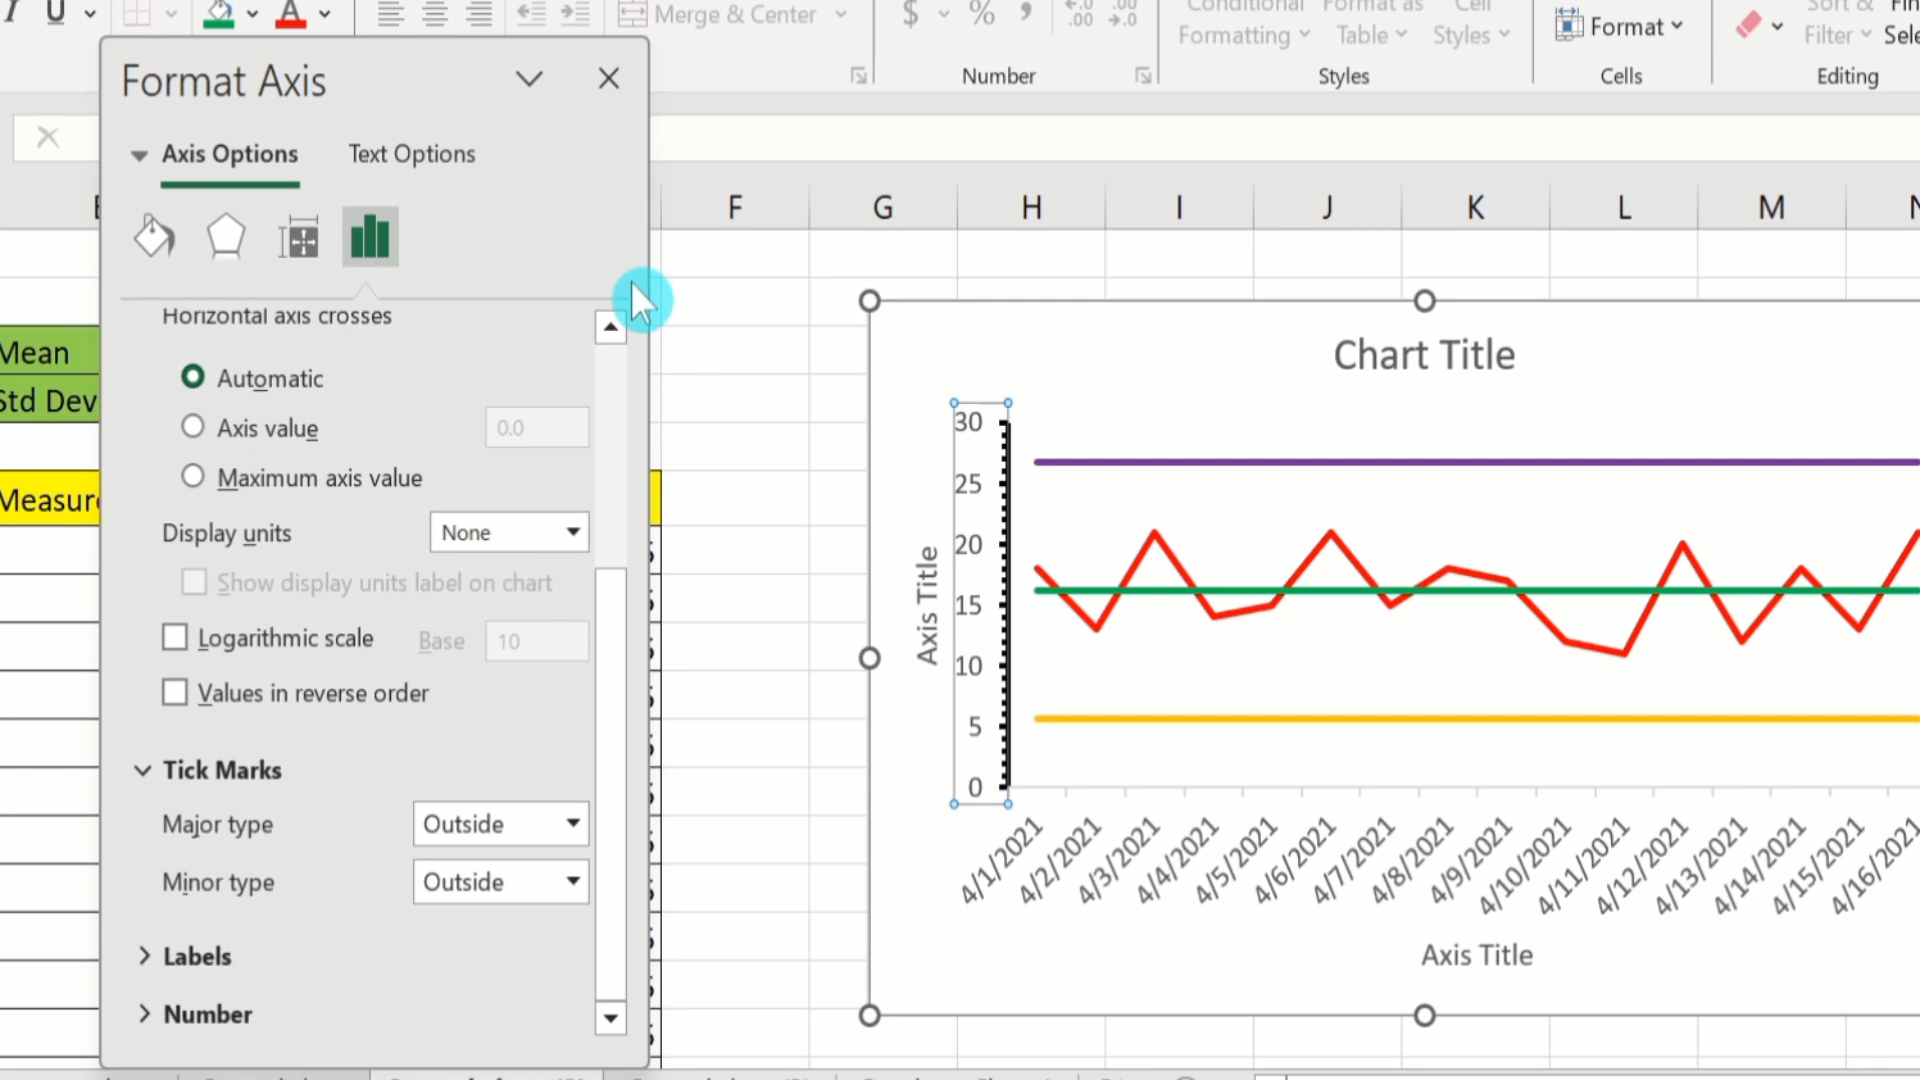 U
A
Merge & Center
$ % 9
.00
Conditional
Formatting
Format as
Table
Cell
Styles
Format
Sort &
Filter
Number
Styles
Cells
Editing
Format Axis
Axis Options
Text Options
F G H I J K L M
Horizontal axis crosses
Automatic
Axis value
0.0
Maximum axis value
Display units
None
Show display units label on chart
Logarithmic scale
Base
10
Values in reverse order
Tick Marks
Major type
Outside
Minor type
Outside
Labels
Number
Mean
Std Dev
Chart Title
Axis Title
30
25
20
15
10
5
0
4/1/2021
4/2/2021
4/3/2021
4/4/2021
4/5/2021
4/6/2021
4/7/2021
4/8/2021
4/9/2021
4/10/2021
4/11/2021
4/12/2021
4/13/2021
4/14/2021
4/15/2021
4/16/2021
Axis Title